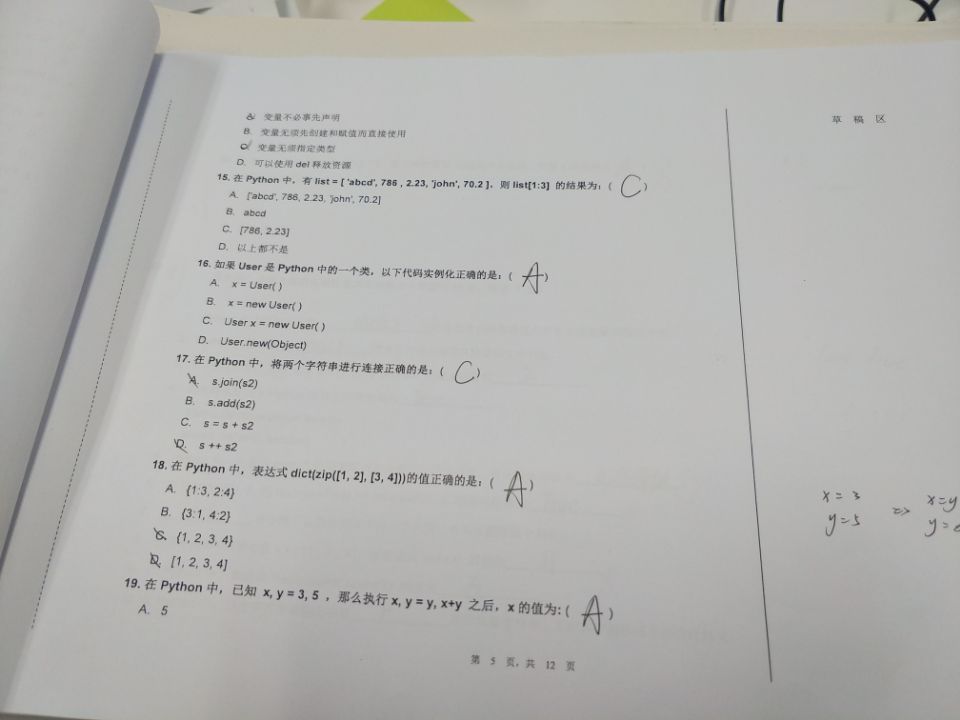 A. 变量不必事先声明
B. 变量无须先创建和赋值而直接使用
C. 变量无须指定类型
D. 可以使用 del 释放资源
15. 在 Python 中，有 list = [ 'abcd', 786 , 2.23, 'john', 70.2 ]，则 list[1:3] 的结果为：( C )
A. ['abcd', 786, 2.23, 'john', 70.2]
B. abcd
C. [786, 2.23]
D. 以上都不是
16. 如果 User 是 Python 中的一个类，以下代码实例化正确的是：( A )
A. x = User( )
B. x = new User( )
C. User x = new User( )
D. User.new(Object)
17. 在 Python 中，将两个字符串进行连接正确的是：( C )
A. s.join(s2)
B. s.add(s2)
C. s = s + s2
D. s ++ s2
18. 在 Python 中，表达式 dict(zip([1, 2], [3, 4]))的值正确的是：( A )
A. {1:3, 2:4}
B. {3:1, 4:2}
C. {1, 2, 3, 4}
D. [1, 2, 3, 4]
19. 在 Python 中，已知 x, y = 3, 5 ，那么执行 x, y = y, x+y 之后，x 的值为: ( A )
A. 5
第 5 页，共 12 页
草 稿 区
x = 3
y = 5
=> x = y
y =